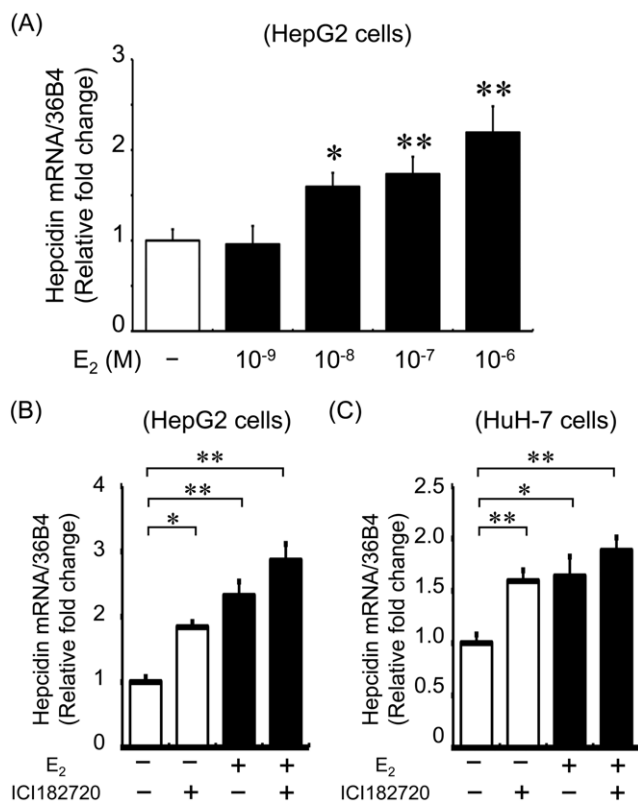 (A)
(HepG2 cells)
Hepcidin mRNA/36B4
(Relative fold change)
3
2
1
0
*
**
**
E₂ (M) – 10⁻⁹ 10⁻⁸ 10⁻⁷ 10⁻⁶
(B)
(HepG2 cells)
Hepcidin mRNA/36B4
(Relative fold change)
4
3
2
1
0
**
**
*
E₂ – – + +
ICI182720 – + – +
(C)
(HuH-7 cells)
Hepcidin mRNA/36B4
(Relative fold change)
2.5
2.0
1.5
1.0
0.5
0
**
*
**
E₂ – – + +
ICI182720 – + – +